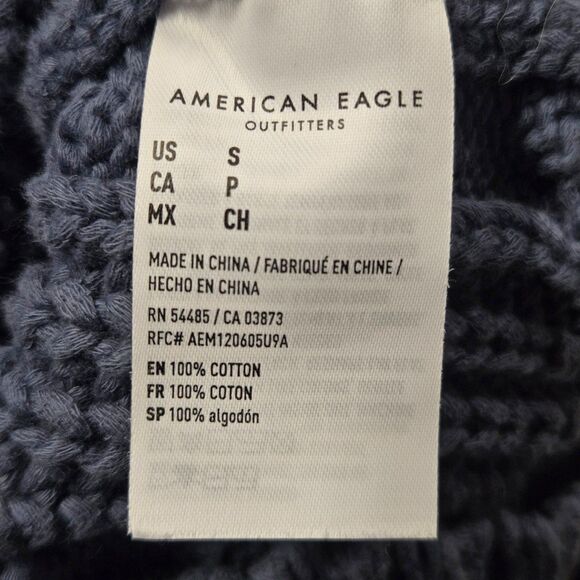 AMERICAN EAGLE
OUTFITTERS
US S
CA P
MX CH
MADE IN CHINA / FABRIQUÉ EN CHINE /
HECHO EN CHINA
RN 54485 / CA 03873
RFC# AEM120605U9A
EN 100% COTTON
FR 100% COTON
SP 100% algodón